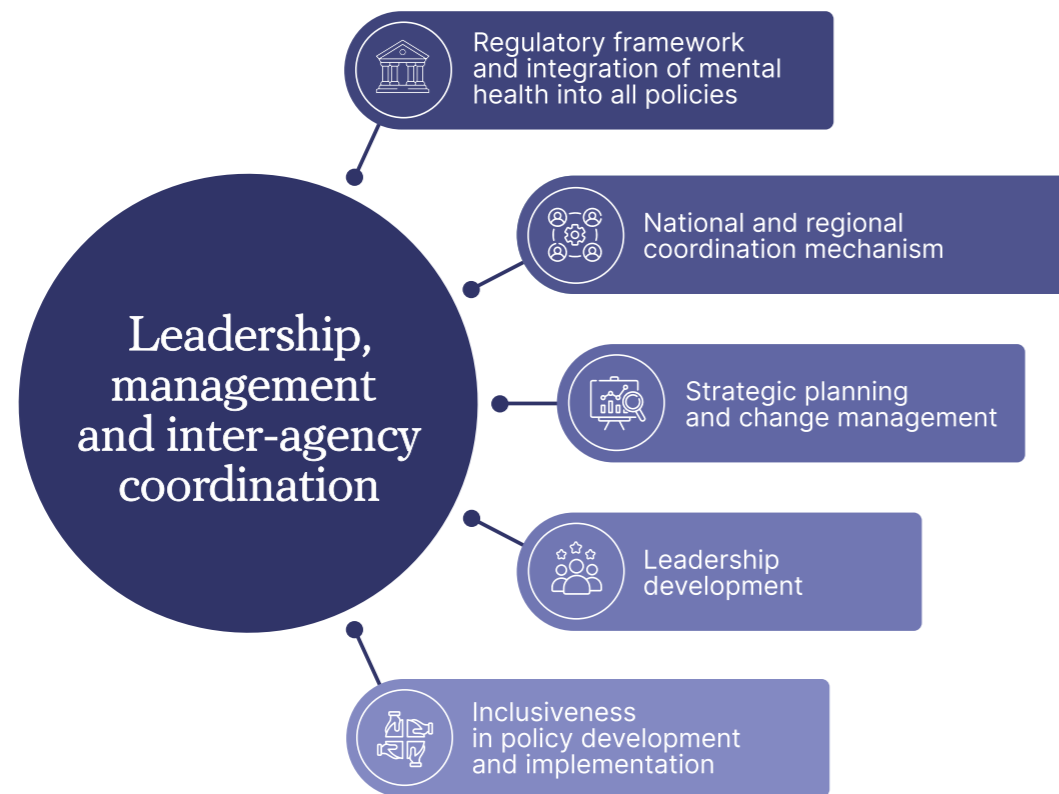 Regulatory framework
and integration of mental
health into all policies
National and regional
coordination mechanism
Leadership,
management
and inter-agency
coordination
Strategic planning
and change management
Leadership
development
Inclusiveness
in policy development
and implementation